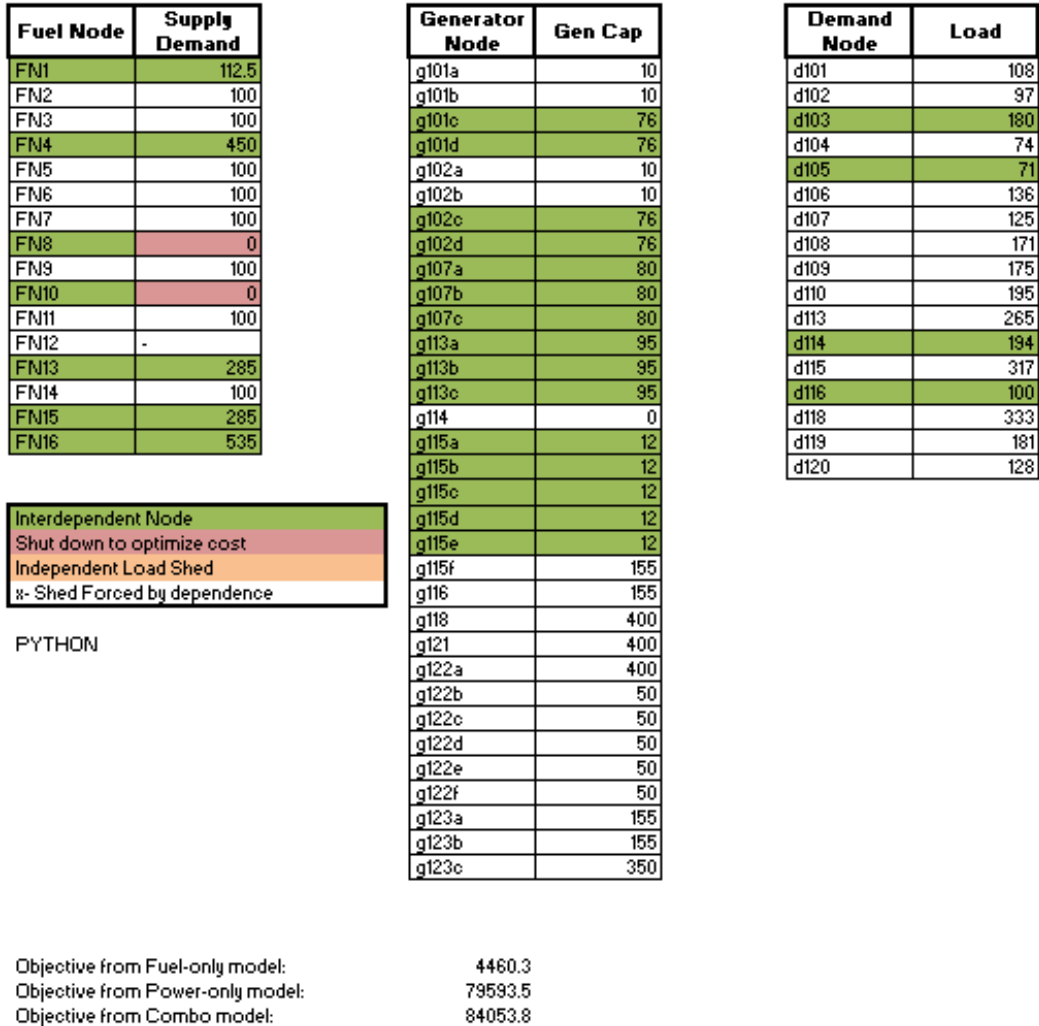 Fuel Node Supply Demand
FN1 112.5
FN2 100
FN3 100
FN4 450
FN5 100
FN6 100
FN7 100
FN8 0
FN9 100
FN10 0
FN11 100
FN12 -
FN13 285
FN14 100
FN15 285
FN16 535
Interdependent Node
Shut down to optimize cost
Independent Load Shed
x- Shed Forced by dependence
PYTHON
Generator Node Gen Cap
g101a 10
g101b 10
g101c 76
g101d 76
g102a 10
g102b 10
g102c 76
g102d 76
g107a 80
g107b 80
g107c 80
g113a 95
g113b 95
g113c 95
g114 0
g115a 12
g115b 12
g115c 12
g115d 12
g115e 12
g115f 155
g116 155
g118 400
g121 400
g122a 400
g122b 50
g122c 50
g122d 50
g122e 50
g122f 50
g123a 155
g123b 155
g123c 350
Demand Node Load
d101 108
d102 97
d103 180
d104 74
d105 71
d106 136
d107 125
d108 171
d109 175
d110 195
d113 265
d114 194
d115 317
d116 100
d118 333
d119 181
d120 128
Objective from Fuel-only model: 4460.3
Objective from Power-only model: 79593.5
Objective from Combo model: 84053.8